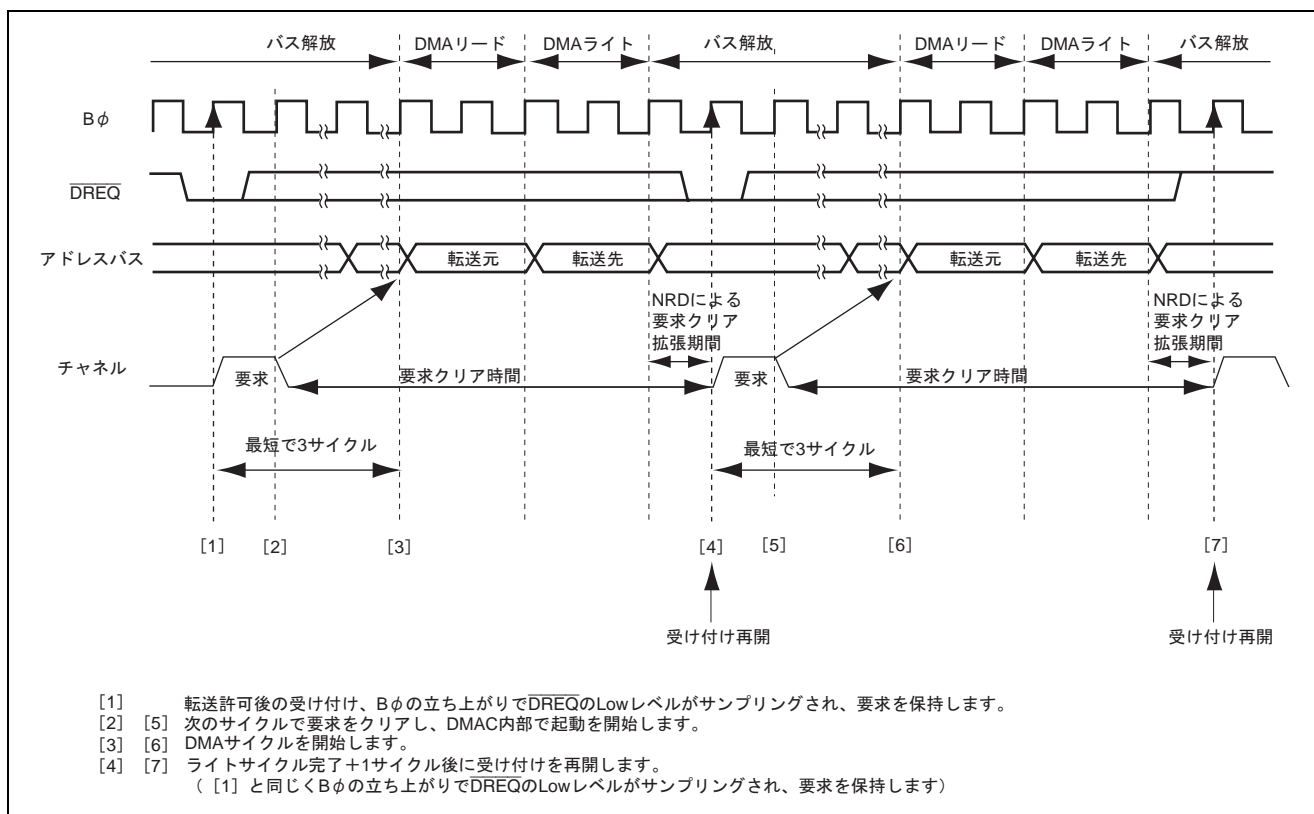 バス解放 DMAリード DMAライト バス解放 DMAリード DMAライト バス解放
Bφ
DREQ
アドレスバス 転送元 転送先 転送元 転送先
NRDによる
要求クリア
拡張期間
NRDによる
要求クリア
拡張期間
チャネル 要求 要求クリア時間 要求 要求クリア時間
最短で3サイクル 最短で3サイクル
[1] [2] [3] [4] [5] [6] [7]
受け付け再開 受け付け再開
[1] 転送許可後の受け付け、Bφの立ち上がりでDREQのLowレベルがサンプリングされ、要求を保持します。
[2] [5] 次のサイクルで要求をクリアし、DMAC内部で起動を開始します。
[3] [6] DMAサイクルを開始します。
[4] [7] ライトサイクル完了+1サイクル後に受け付けを再開します。
([1]と同じくBφの立ち上がりでDREQのLowレベルがサンプリングされ、要求を保持します)